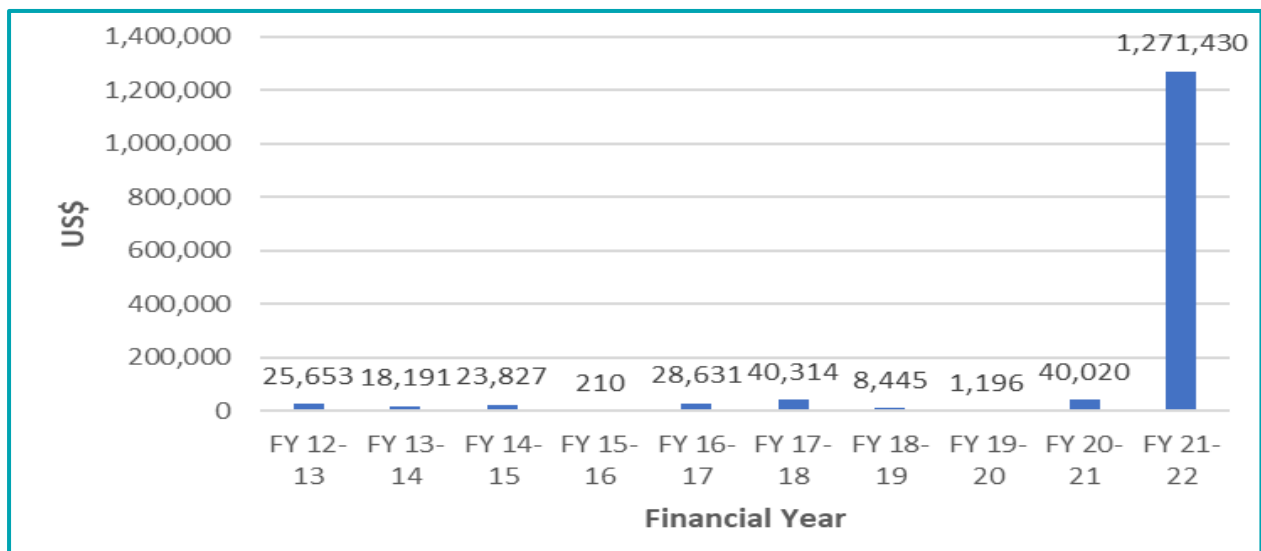 1,400,000
1,271,430
1,200,000
1,000,000
800,000
US$
600,000
400,000
200,000
25,653 18,191 23,827 210 28,631 40,314 8,445 1,196 40,020
0
FY 12- FY 13- FY 14- FY 15- FY 16- FY 17- FY 18- FY 19- FY 20- FY 21-
13 14 15 16 17 18 19 20 21 22
Financial Year